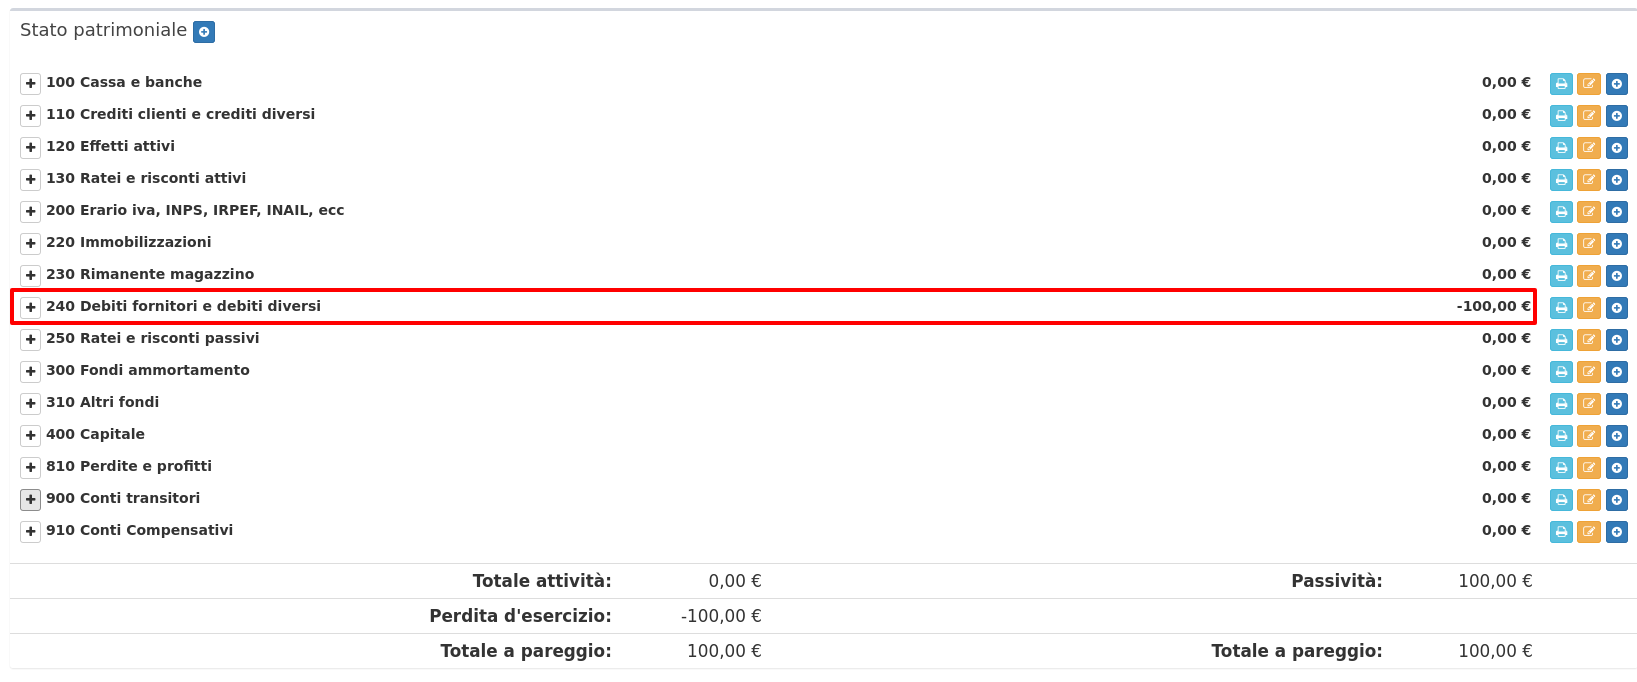 Stato patrimoniale
100 Cassa e banche 0,00 €
110 Crediti clienti e crediti diversi 0,00 €
120 Effetti attivi 0,00 €
130 Ratei e risconti attivi 0,00 €
200 Erario iva, INPS, IRPEF, INAIL, ecc 0,00 €
220 Immobilizzazioni 0,00 €
230 Rimanente magazzino 0,00 €
240 Debiti fornitori e debiti diversi -100,00 €
250 Ratei e risconti passivi 0,00 €
300 Fondi ammortamento 0,00 €
310 Altri fondi 0,00 €
400 Capitale 0,00 €
810 Perdite e profitti 0,00 €
900 Conti transitori 0,00 €
910 Conti Compensativi 0,00 €
Totale attività: 0,00 € Passività: 100,00 €
Perdita d'esercizio: -100,00 €
Totale a pareggio: 100,00 € Totale a pareggio: 100,00 €